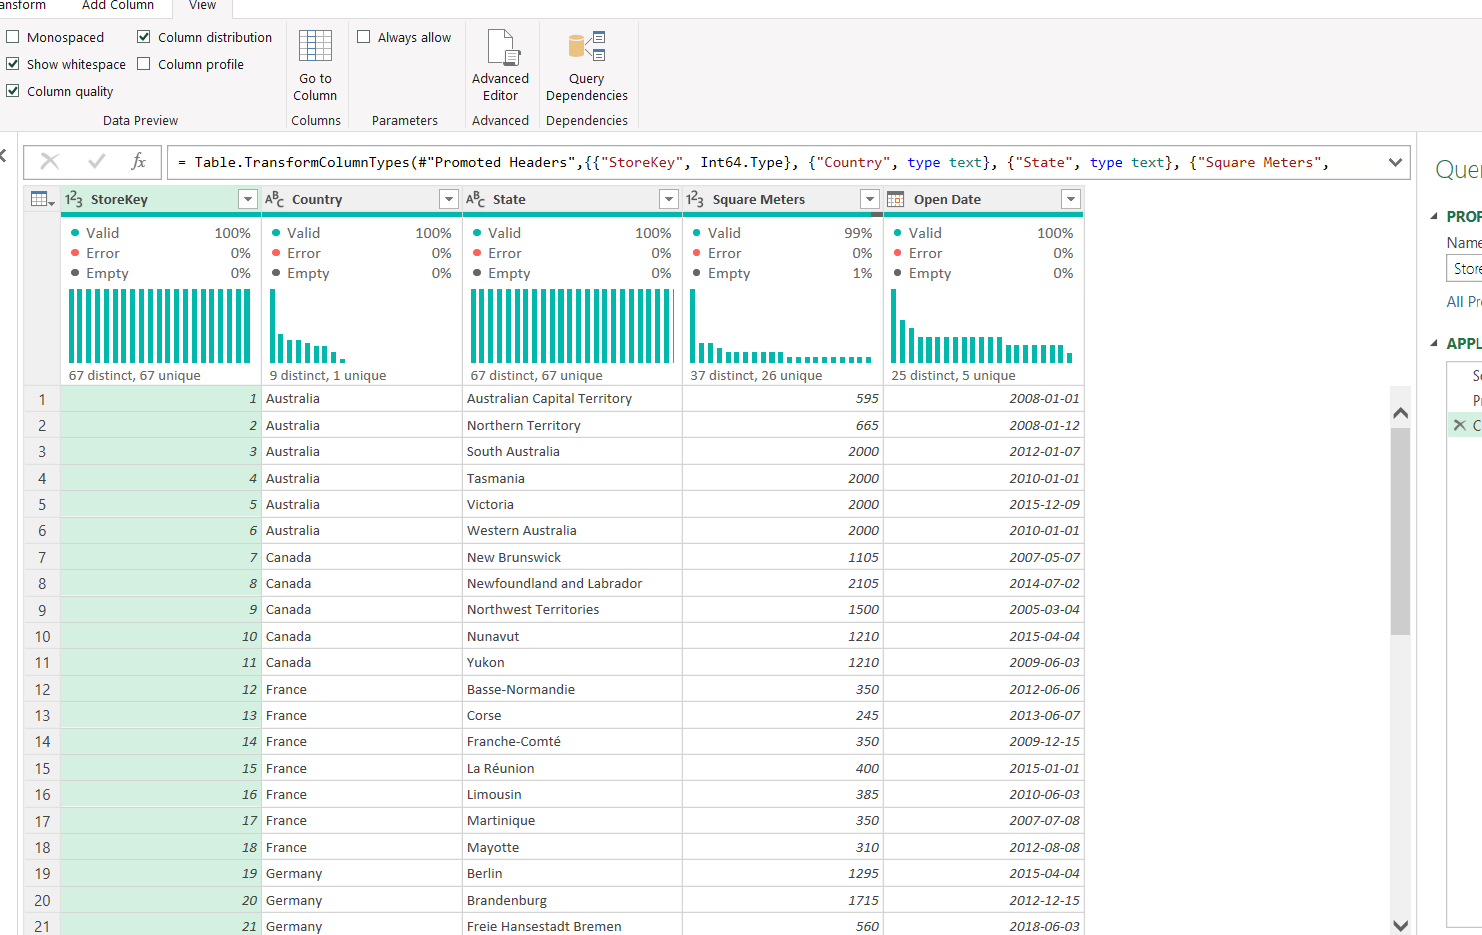 Add Column View
Monospaced Column distribution
Show whitespace Column profile
Column quality
Data Preview
Go to
Column
Columns
Always allow
Parameters
Advanced
Editor
Advanced
Query
Dependencies
Dependencies
fx = Table.TransformColumnTypes(#"Promoted Headers",{{"StoreKey", Int64.Type}, {"Country", type text}, {"State", type text}, {"Square Meters",
123 StoreKey ABC Country ABC State 123 Square Meters Open Date
Valid 100% Valid 100% Valid 100% Valid 99% Valid 100%
Error 0% Error 0% Error 0% Error 0% Error 0%
Empty 0% Empty 0% Empty 0% Empty 1% Empty 0%
67 distinct, 67 unique 9 distinct, 1 unique 67 distinct, 67 unique 37 distinct, 26 unique 25 distinct, 5 unique
1 1 Australia Australian Capital Territory 595 2008-01-01
2 2 Australia Northern Territory 665 2008-01-12
3 3 Australia South Australia 2000 2012-01-07
4 4 Australia Tasmania 2000 2010-01-01
5 5 Australia Victoria 2000 2015-12-09
6 6 Australia Western Australia 2000 2010-01-01
7 7 Canada New Brunswick 1105 2007-05-07
8 8 Canada Newfoundland and Labrador 2105 2014-07-02
9 9 Canada Northwest Territories 1500 2005-03-04
10 10 Canada Nunavut 1210 2015-04-04
11 11 Canada Yukon 1210 2009-06-03
12 12 France Basse-Normandie 350 2012-06-06
13 13 France Corse 245 2013-06-07
14 14 France Franche-Comté 350 2009-12-15
15 15 France La Réunion 400 2015-01-01
16 16 France Limousin 385 2010-06-03
17 17 France Martinique 350 2007-07-08
18 18 France Mayotte 310 2012-08-08
19 19 Germany Berlin 1295 2015-04-04
20 20 Germany Brandenburg 1715 2012-12-15
21 21 Germany Freie Hansestadt Bremen 560 2018-06-03